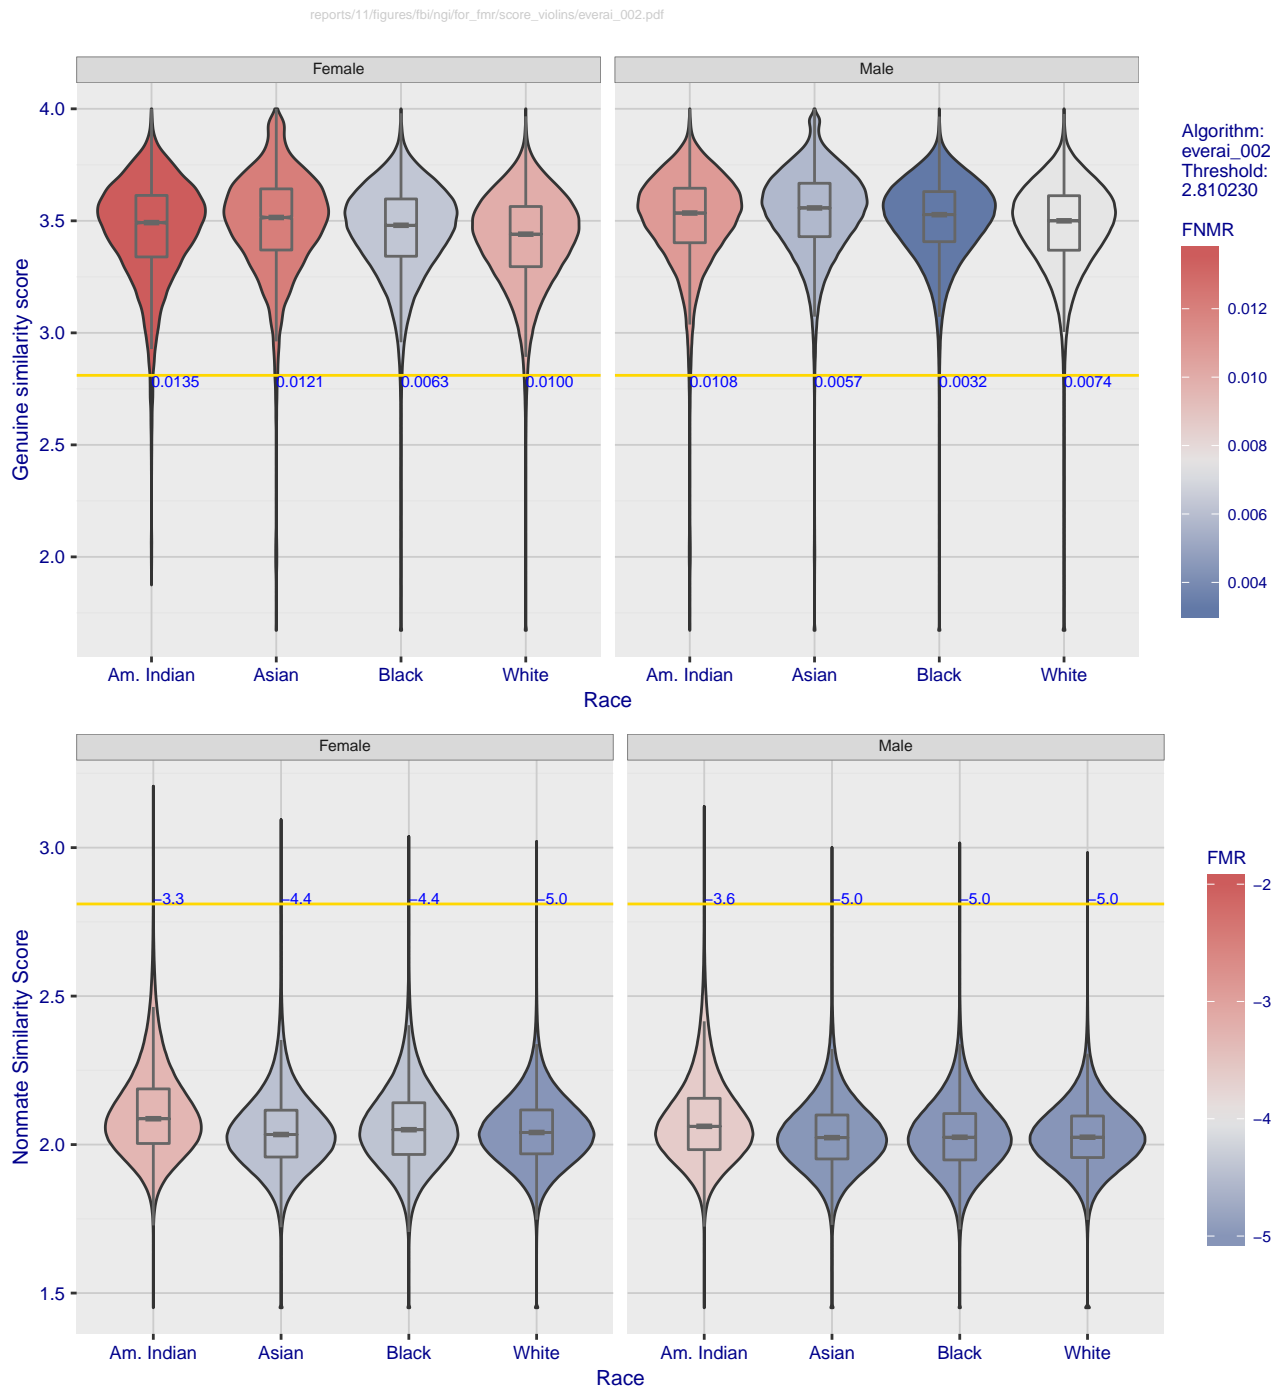 reports/11/figures/fbi/ngi/for_fmr/score_violins/everai_002.pdf
Female
Male
Genuine similarity score
4.0
3.5
3.0
2.5
2.0
0.0135
0.0121
0.0063
0.0100
0.0108
0.0057
0.0032
0.0074
Am. Indian
Asian
Black
White
Am. Indian
Asian
Black
White
Race
Algorithm:
everai_002
Threshold:
2.810230
FNMR
0.012
0.010
0.008
0.006
0.004
Female
Male
Nonmate Similarity Score
3.0
2.5
2.0
1.5
−3.3
−4.4
−4.4
−5.0
−3.6
−5.0
−5.0
−5.0
Am. Indian
Asian
Black
White
Am. Indian
Asian
Black
White
Race
FMR
−2
−3
−4
−5